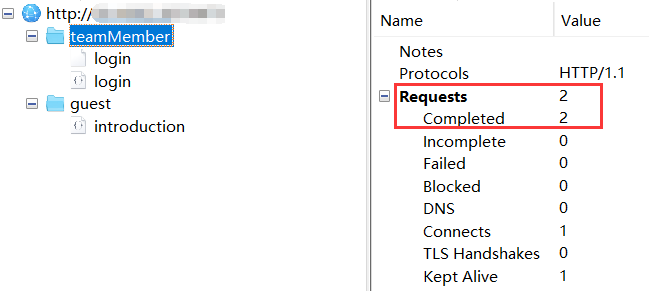 http://
teamMember
login
login
guest
introduction
Name Value
Notes
Protocols HTTP/1.1
Requests 2
Completed 2
Incomplete 0
Failed 0
Blocked 0
DNS 0
Connects 1
TLS Handshakes 0
Kept Alive 1